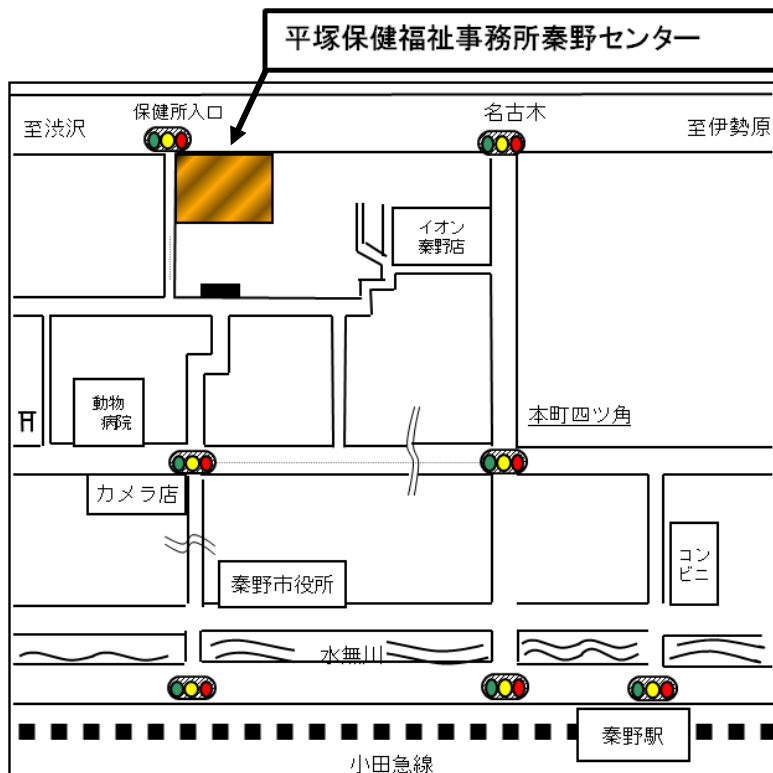 平塚保健福祉事務所秦野センター
保健所入口
名古木
至渋沢
至伊勢原
イオン
秦野店
動物
病院
本町四ツ角
カメラ店
コン
ビニ
秦野市役所
水無川
秦野駅
小田急線